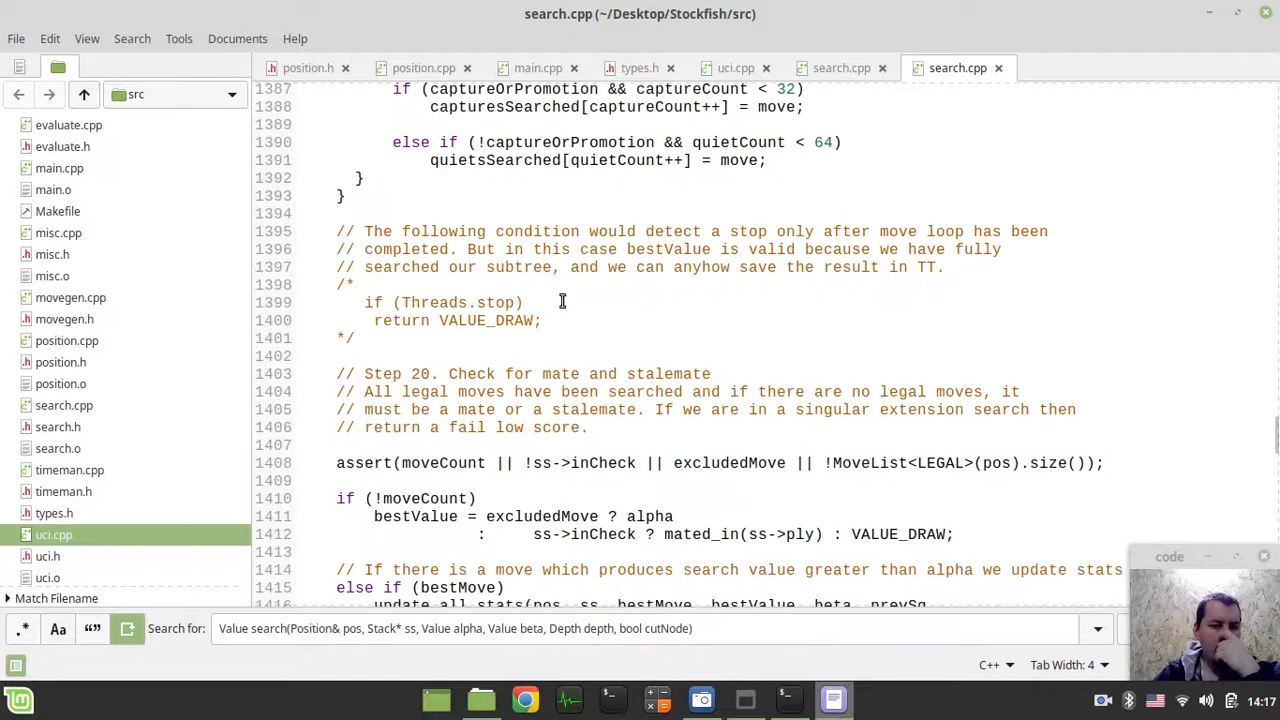 search.cpp (~/Desktop/Stockfish/src)
File Edit View Search Tools Documents Help
position.h position.cpp main.cpp types.h uci.cpp search.cpp search.cpp
src
evaluate.cpp
evaluate.h
main.cpp
main.o
Makefile
misc.cpp
misc.h
misc.o
movegen.cpp
movegen.h
position.cpp
position.h
position.o
search.cpp
search.h
search.o
timeman.cpp
timeman.h
types.h
uci.cpp
uci.h
uci.o
Match Filename
1387 if (captureOrPromotion && captureCount < 32)
1388 capturesSearched[captureCount++] = move;
1389
1390 else if (!captureOrPromotion && quietCount < 64)
1391 quietsSearched[quietCount++] = move;
1392 }
1393 }
1394
1395 // The following condition would detect a stop only after move loop has been
1396 // completed. But in this case bestValue is valid because we have fully
1397 // searched our subtree, and we can anyhow save the result in TT.
1398 /*
1399 if (Threads.stop)
1400 return VALUE_DRAW;
1401 */
1402
1403 // Step 20. Check for mate and stalemate
1404 // All legal moves have been searched and if there are no legal moves, it
1405 // must be a mate or a stalemate. If we are in a singular extension search then
1406 // return a fail low score.
1407
1408 assert(moveCount || !ss->inCheck || excludedMove || !MoveList<LEGAL>(pos).size());
1409
1410 if (!moveCount)
1411 bestValue = excludedMove ? alpha
1412 : ss->inCheck ? mated_in(ss->ply) : VALUE_DRAW;
1413
1414 // If there is a move which produces search value greater than alpha we update stats
1415 else if (bestMove)
1416 update_all_stats(pos, ss, bestMove, bestValue, beta, prevSq,
code
.* Aa “” Search for: Value search(Position& pos, Stack* ss, Value alpha, Value beta, Depth depth, bool cutNode)
C++ Tab Width: 4
14:17